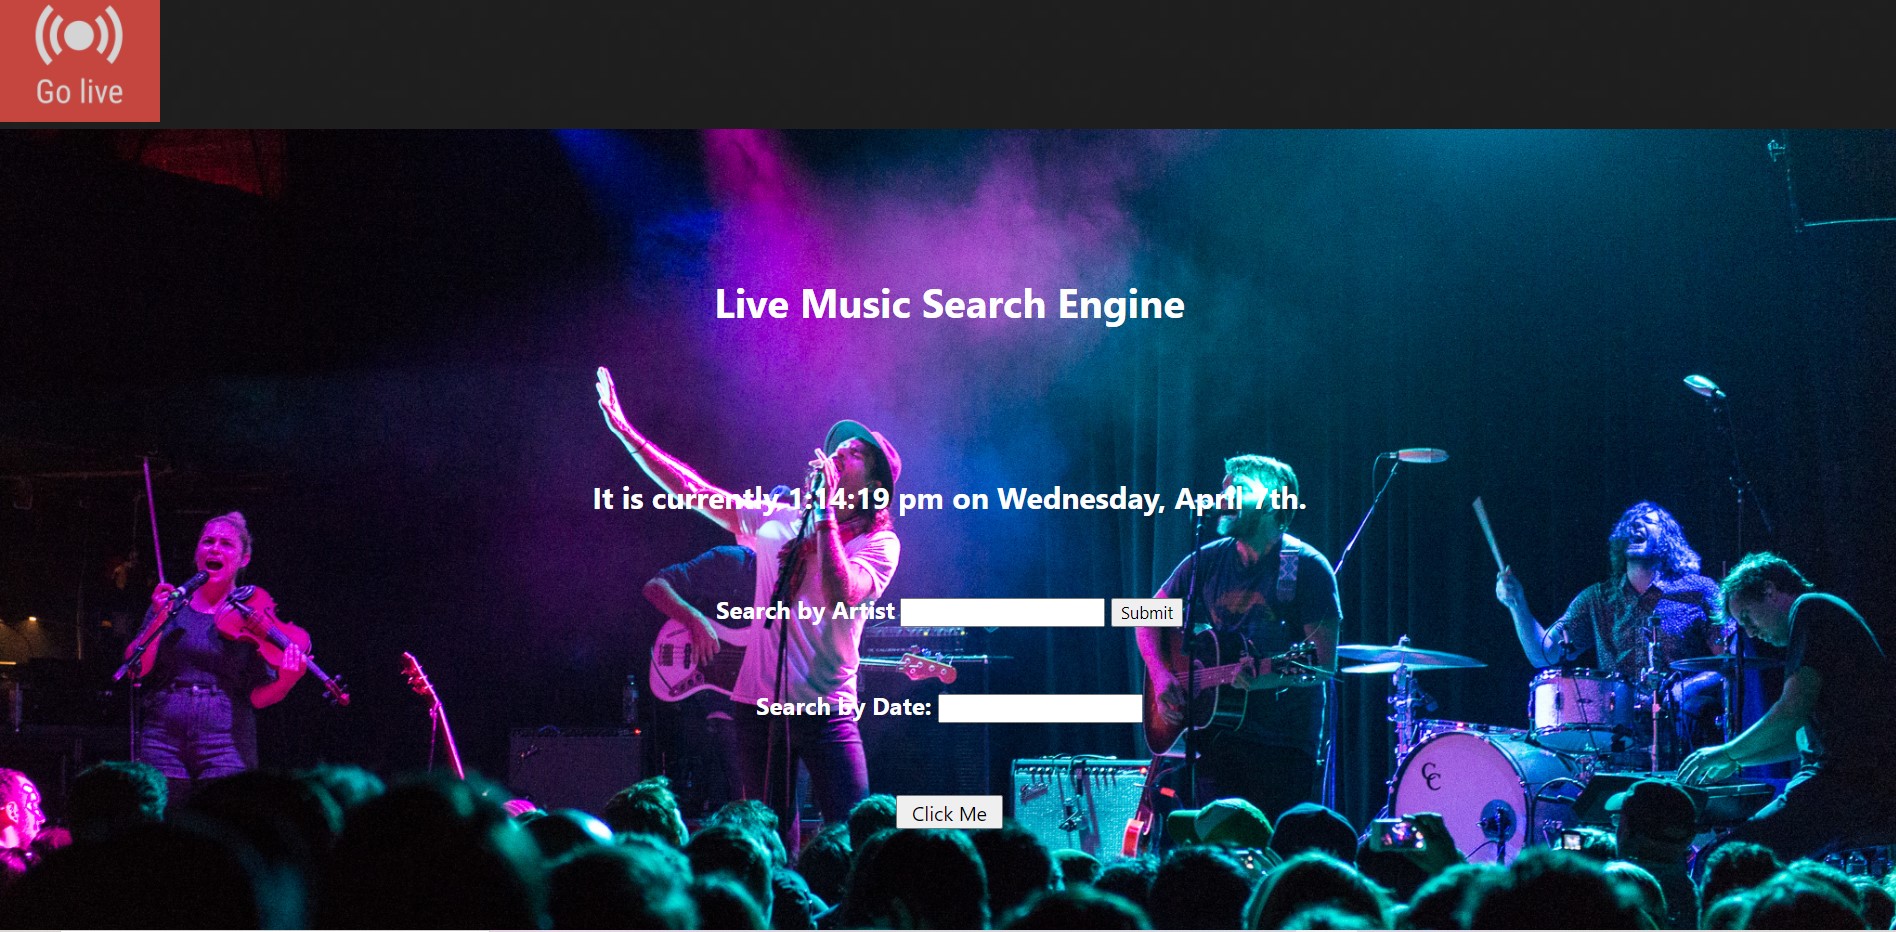 Go live
Live Music Search Engine
It is currently 1:14:19 pm on Wednesday, April 7th.
Search by Artist Submit
Search by Date:
Click Me
CC